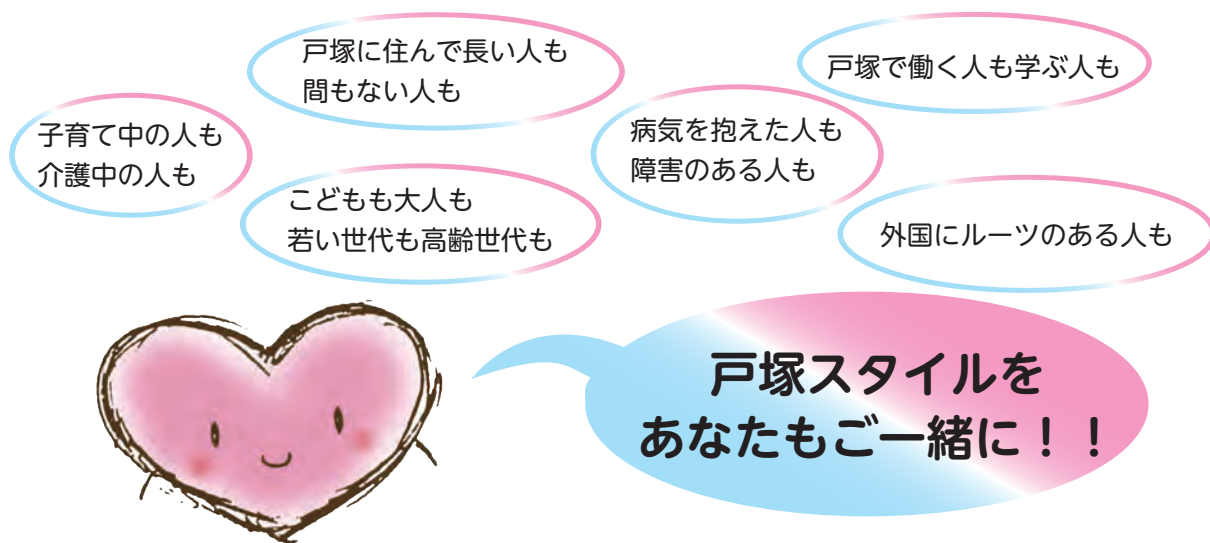 戸塚に住んで長い人も
間もない人も
戸塚で働く人も学ぶ人も
子育て中の人も
介護中の人も
病気を抱えた人も
障害のある人も
こどもも大人も
若い世代も高齢世代も
外国にルーツのある人も
戸塚スタイルを
あなたもご一緒に！！